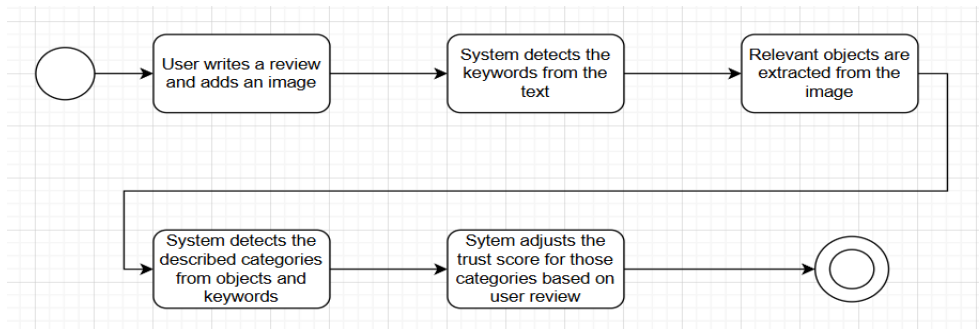 User writes a review
and adds an image
System detects the
keywords from the
text
Relevant objects are
extracted from the
image
System detects the
described categories
from objects and
keywords
Sytem adjusts the
trust score for those
categories based on
user review